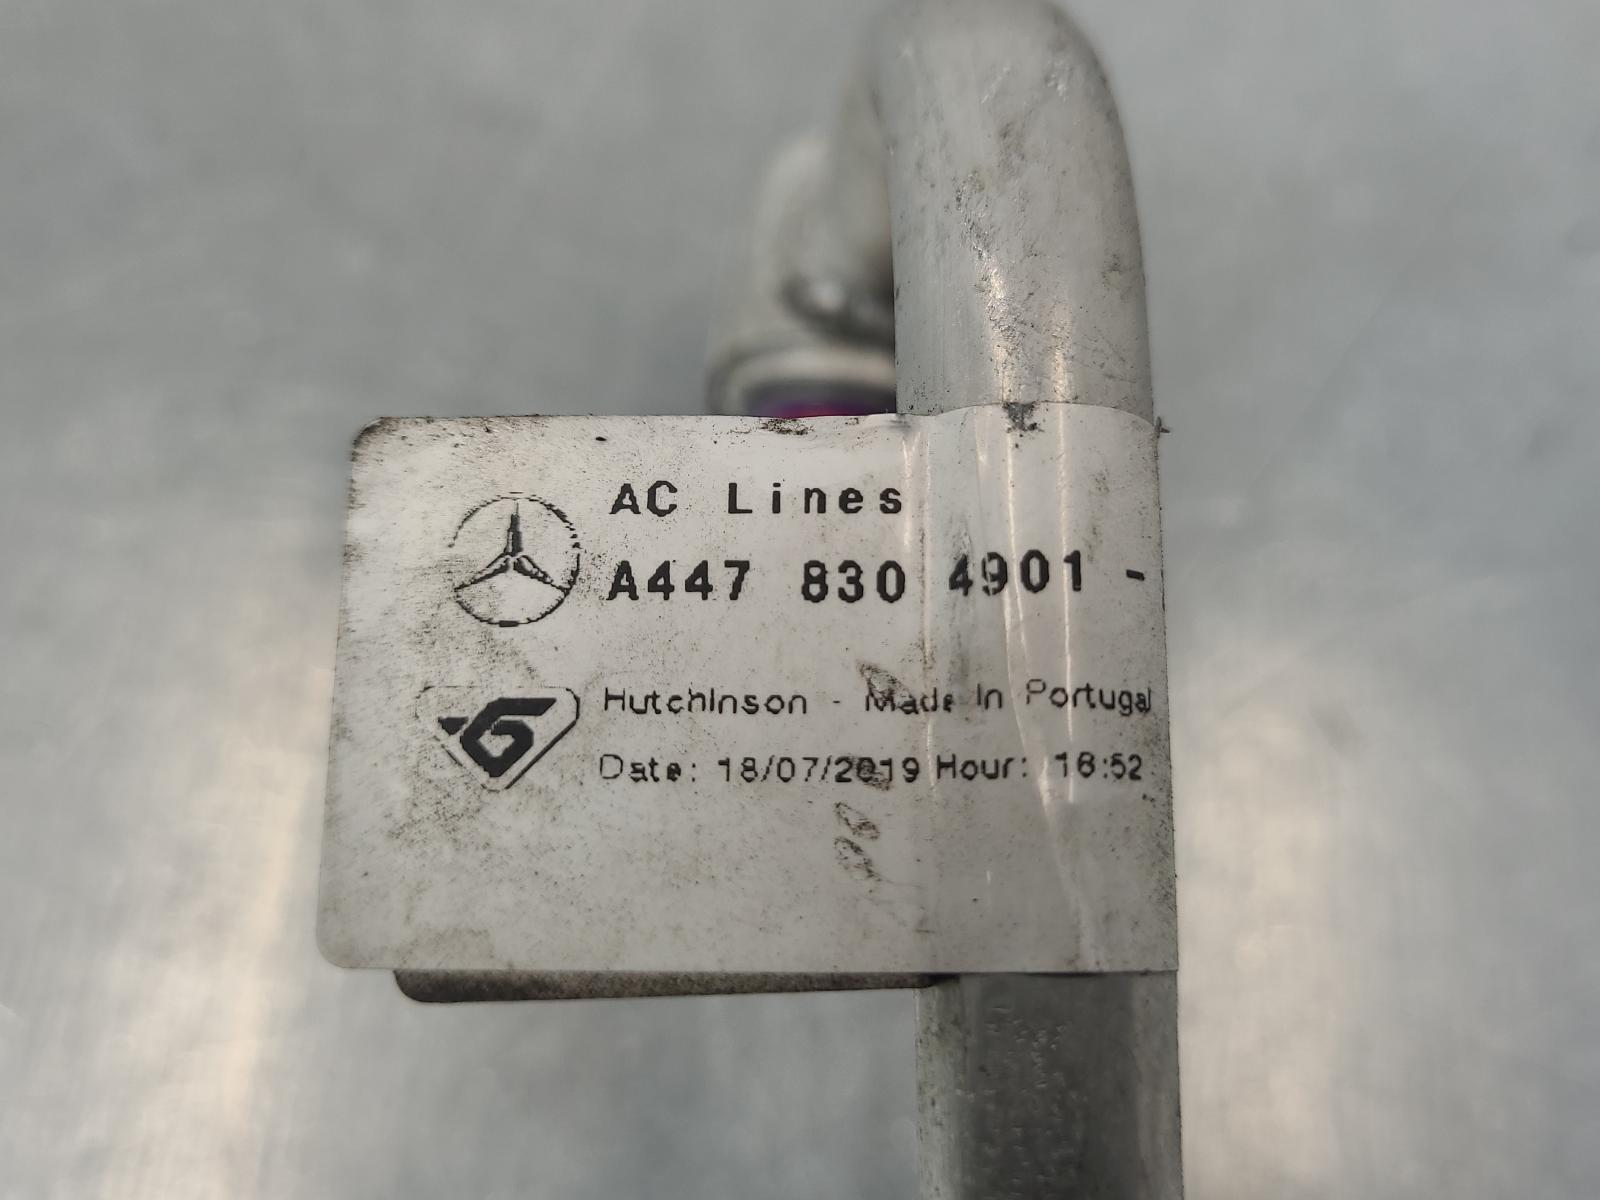 AC Lines
A447 830 4901 -
Hutchinson - Made In Portugal
Date: 18/07/2019 Hour: 16:52